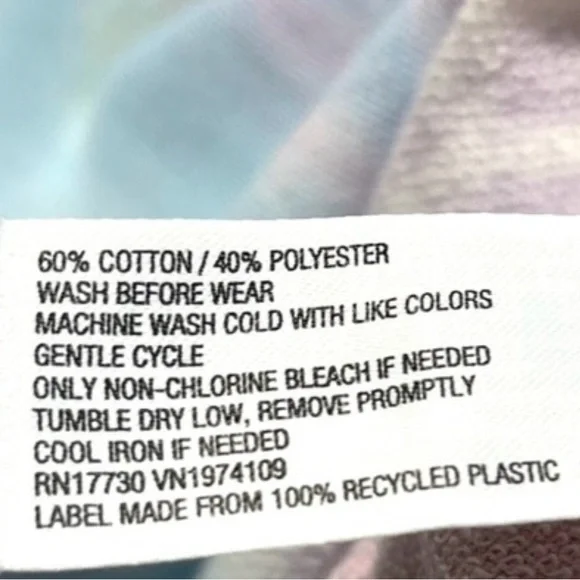 60% COTTON / 40% POLYESTER
WASH BEFORE WEAR
MACHINE WASH COLD WITH LIKE COLORS
GENTLE CYCLE
ONLY NON-CHLORINE BLEACH IF NEEDED
TUMBLE DRY LOW, REMOVE PROMPTLY
COOL IRON IF NEEDED
RN17730 VN1974109
LABEL MADE FROM 100% RECYCLED PLASTIC